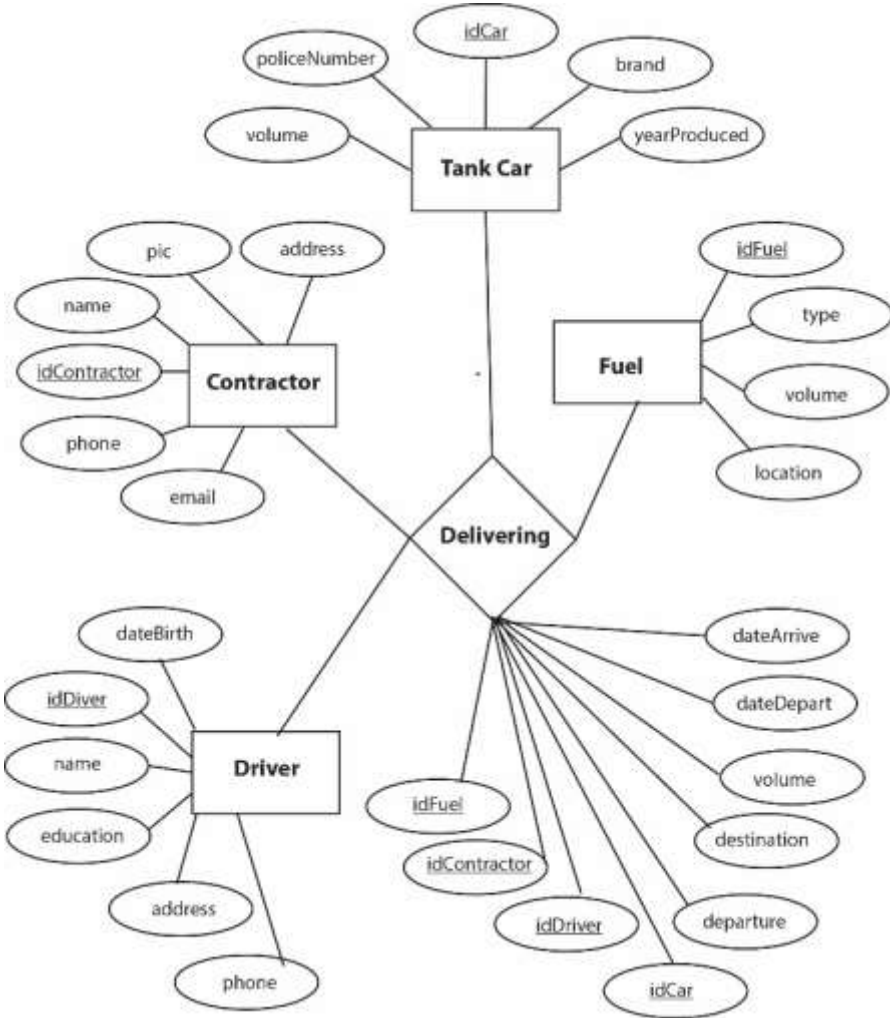 idCar
policeNumber
brand
volume
yearProduced
Tank Car
pic
address
idFuel
name
type
idContractor
Contractor
Fuel
volume
phone
location
email
Delivering
dateBirth
dateArrive
idDiver
dateDepart
name
Driver
volume
idFuel
education
destination
idContractor
address
departure
idDriver
phone
idCar